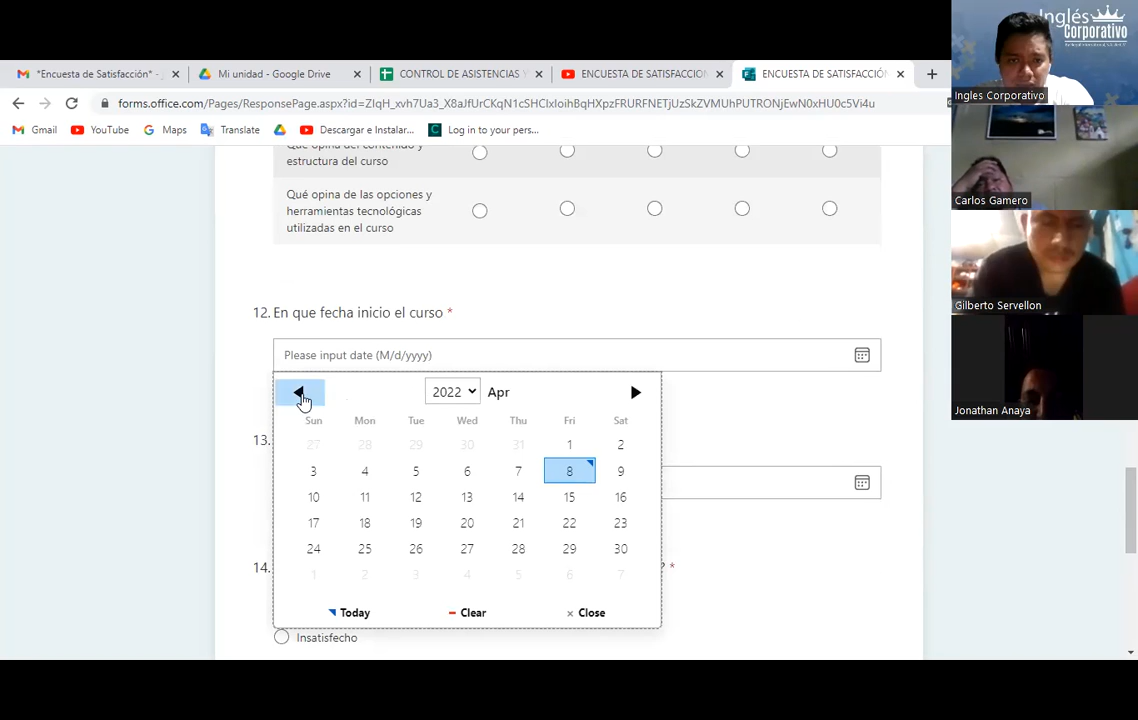 Inglés
Corporativo
*Encuesta de Satisfacción* -
Mi unidad - Google Drive
CONTROL DE ASISTENCIAS Y
ENCUESTA DE SATISFACCION
ENCUESTA DE SATISFACCIÓN
forms.office.com/Pages/ResponsePage.aspx?id=ZIqH_xvh7Ua3_X8aJfUrCKqN1cSHClxIoihBqHXpzFRURFNETjUzSkZVMUhPUTRONjEwN0xHU0c5Vi4u
Ingles Corporativo
Gmail
YouTube
Maps
Translate
Descargar e Instalar...
Log in to your pers...
Qué opina del contenido y
estructura del curso
Qué opina de las opciones y
herramientas tecnológicas
utilizadas en el curso
Carlos Gamero
Gilberto Servellon
12. En que fecha inicio el curso *
Please input date (M/d/yyyy)
2022 Apr
Sun Mon Tue Wed Thu Fri Sat
27 28 29 30 31 1 2
3 4 5 6 7 8 9
10 11 12 13 14 15 16
17 18 19 20 21 22 23
24 25 26 27 28 29 30
1 2 3 4 5 6 7
Today Clear × Close
13.
14. ? *
Insatisfecho
Jonathan Anaya